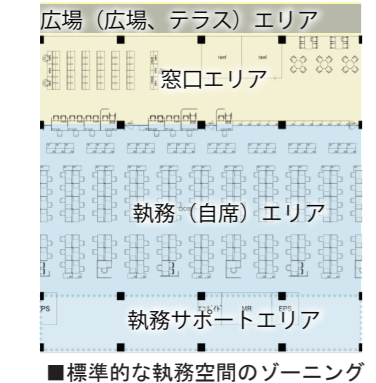 広場（広場、テラス）エリア
窓口エリア
執務（自席）エリア
MR
EPS
執務サポートエリア
■標準的な執務空間のゾーニング